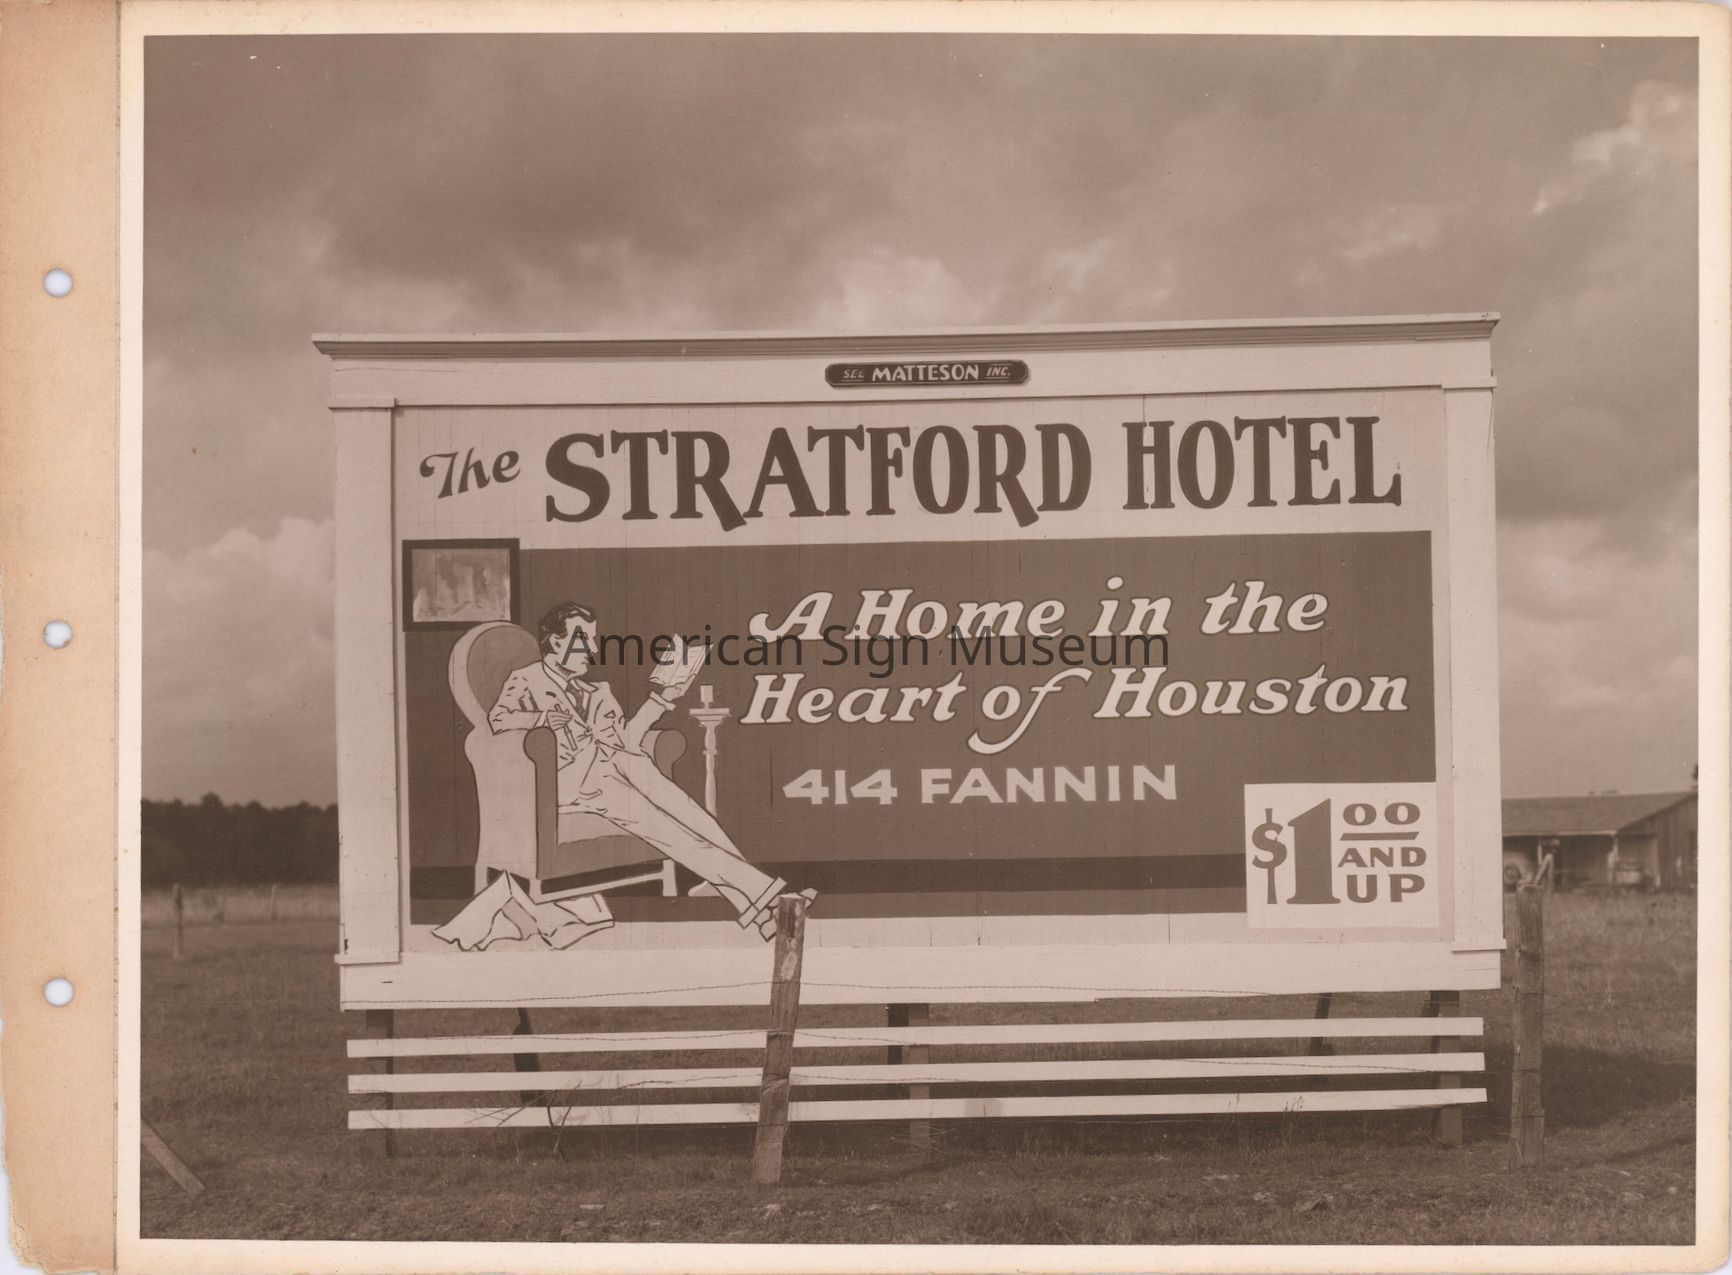 SEE MATTESON INC.
The STRATFORD HOTEL
A Home in the
Heart of Houston
414 FANNIN
$1 00
AND
UP
American Sign Museum